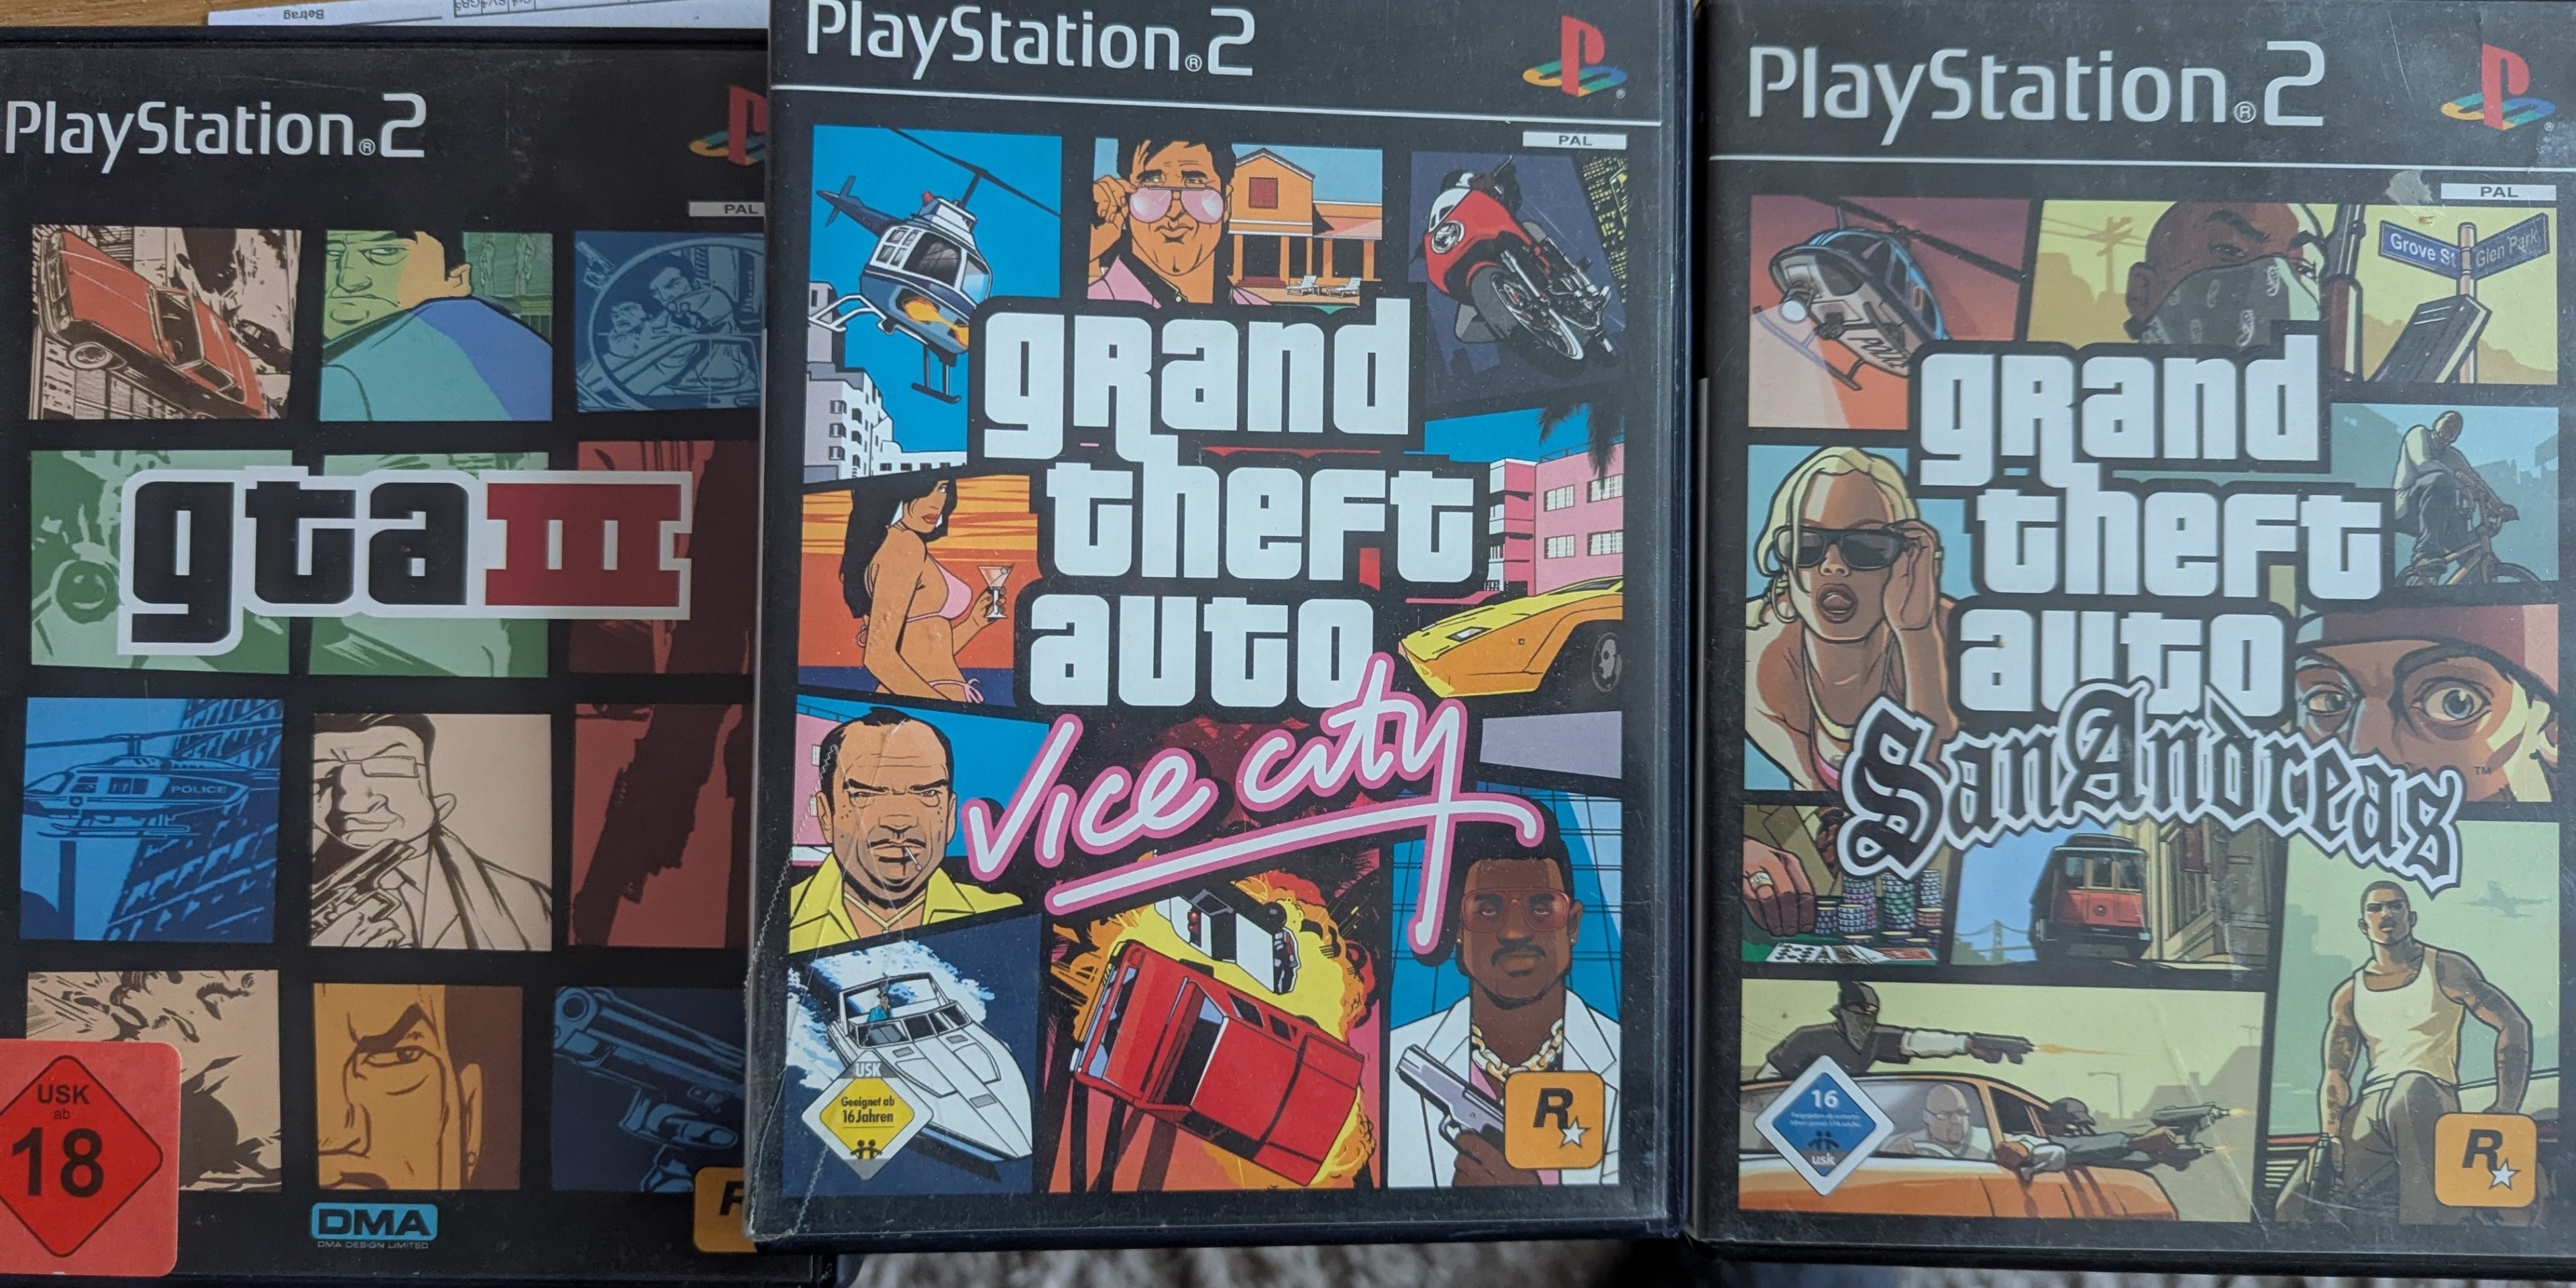 Betrag
PlayStation®2
PAL
gta III
POLICE
USK
ab
18
DMA
DMA DESIGN LIMITED
R
PlayStation®2
PAL
grand
theft
auto
Vice City
USK
Geeignet ab
16 Jahren
R
PlayStation®2
PAL
Grove St
Glen Park
grand
theft
auto
San Andreas
TM
16
usk
R